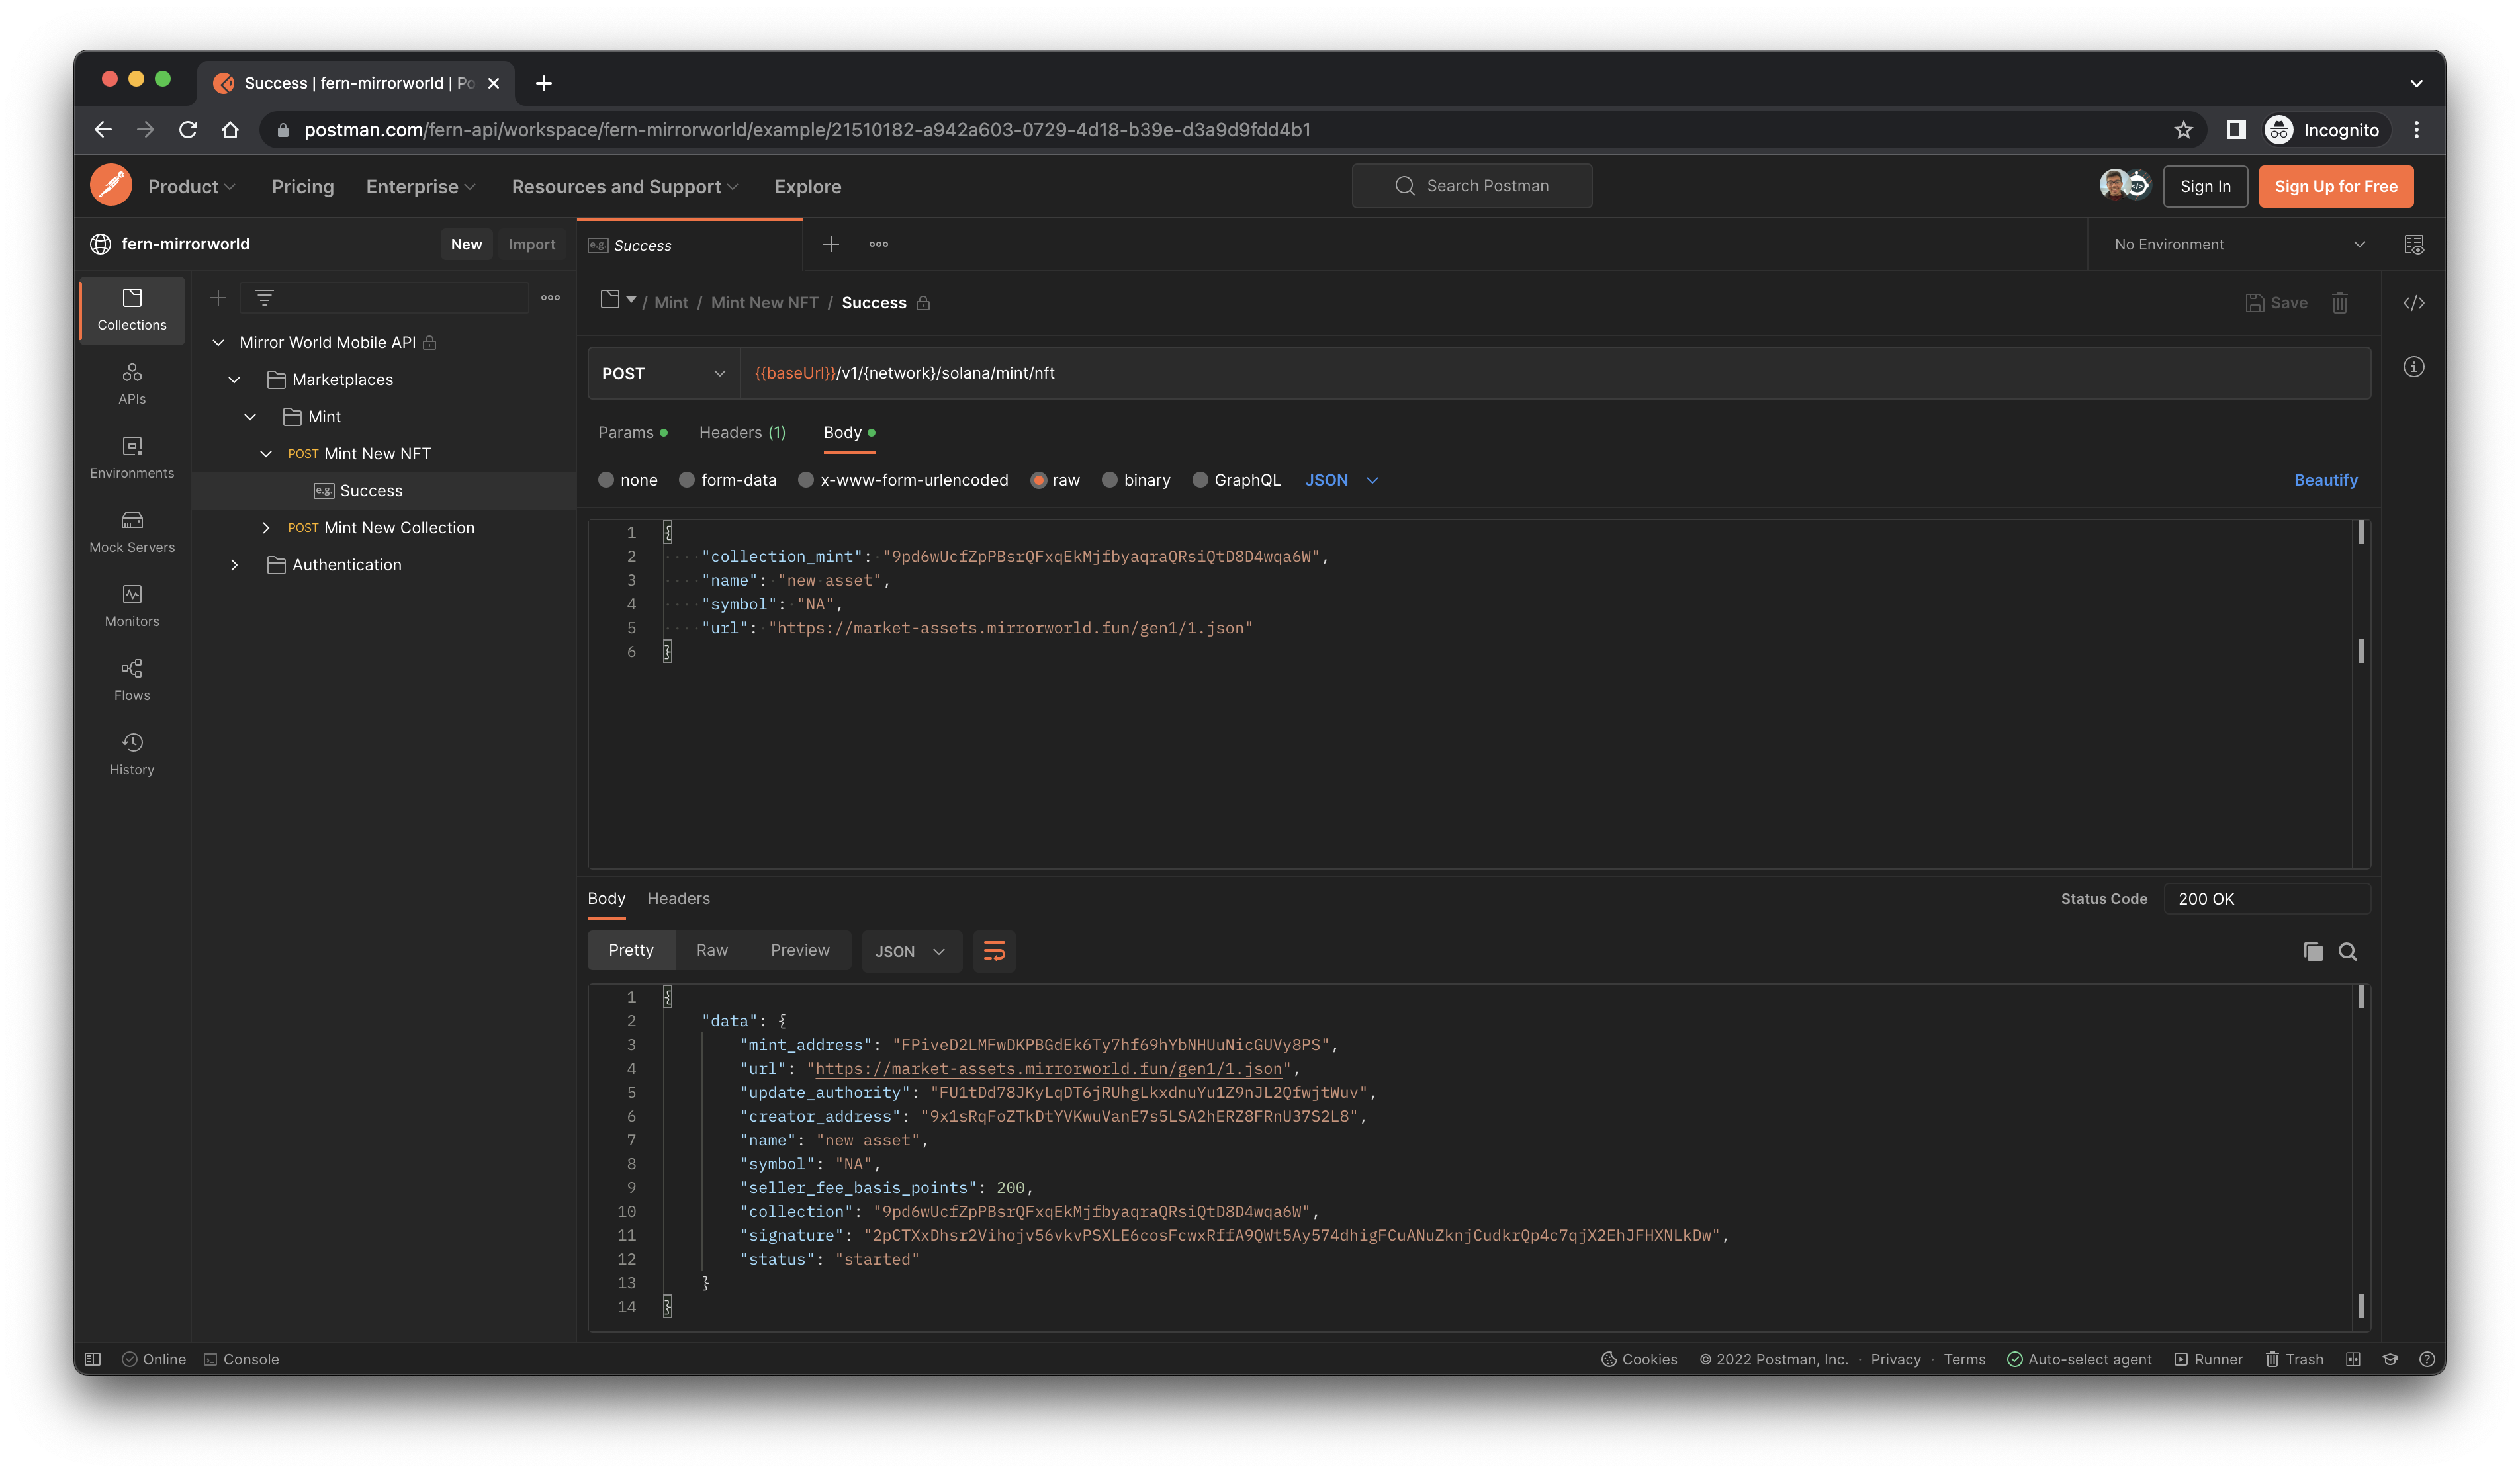 Success | fern-mirrorworld | Po
postman.com/fern-api/workspace/fern-mirrorworld/example/21510182-a942a603-0729-4d18-b39e-d3a9d9fdd4b1
Incognito
Product
Pricing
Enterprise
Resources and Support
Explore
Search Postman
Sign In
Sign Up for Free
fern-mirrorworld
New
Import
e.g. Success
No Environment
Collections
APIs
Environments
Mock Servers
Monitors
Flows
History
Mirror World Mobile API
Marketplaces
Mint
POST Mint New NFT
e.g. Success
POST Mint New Collection
Authentication
/ Mint / Mint New NFT / Success
Save
POST
{{baseUrl}}/v1/{network}/solana/mint/nft
Params
Headers (1)
Body
none
form-data
x-www-form-urlencoded
raw
binary
GraphQL
JSON
Beautify
1 {
2 "collection_mint": "9pd6wUcfZpPBsrQFxqEkMjfbyaqraQRsiQtD8D4wqa6W",
3 "name": "new asset",
4 "symbol": "NA",
5 "url": "https://market-assets.mirrorworld.fun/gen1/1.json"
6 }
Body
Headers
Status Code
200 OK
Pretty
Raw
Preview
JSON
1 {
2 "data": {
3 "mint_address": "FPiveD2LMFwDKPBGdEk6Ty7hf69hYbNHUuNicGUVy8PS",
4 "url": "https://market-assets.mirrorworld.fun/gen1/1.json",
5 "update_authority": "FU1tDd78JKyLqDT6jRUhgLkxdnuYu1Z9nJL2QfwjtWuv",
6 "creator_address": "9x1sRqFoZTkDtYVKwuVanE7s5LSA2hERZ8FRnU37S2L8",
7 "name": "new asset",
8 "symbol": "NA",
9 "seller_fee_basis_points": 200,
10 "collection": "9pd6wUcfZpPBsrQFxqEkMjfbyaqraQRsiQtD8D4wqa6W",
11 "signature": "2pCTXxDhsr2Vihojv56vkvPSXLE6cosFcwxRffA9QWt5Ay574dhigFCuANuZknjCudkrQp4c7qjX2EhJFHXNLkDw",
12 "status": "started"
13 }
14 }
Online
Console
Cookies
© 2022 Postman, Inc. · Privacy · Terms
Auto-select agent
Runner
Trash